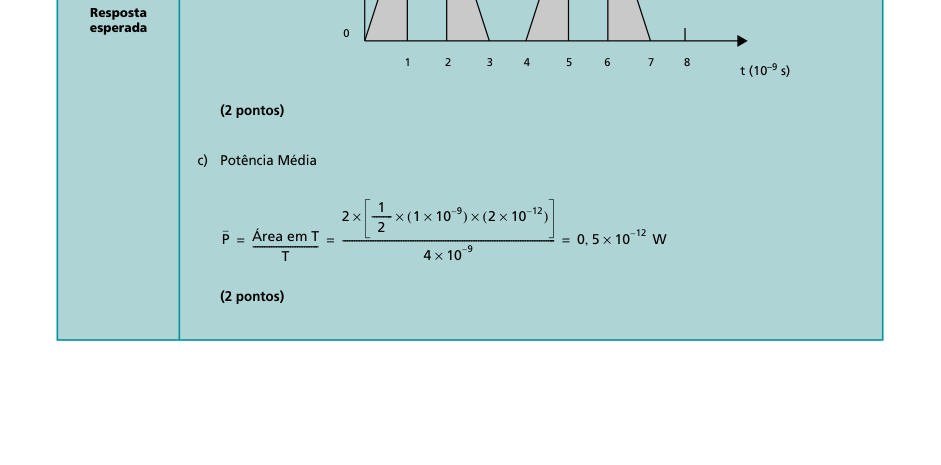 Resposta
esperada
0
1 2 3 4 5 6 7 8
t (10⁻⁹ s)
(2 pontos)
c) Potência Média
P̄ = Área em T / T = 2 × [1/2 × (1 × 10⁻⁹) × (2 × 10⁻¹²)] / 4 × 10⁻⁹ = 0, 5 × 10⁻¹² W
(2 pontos)